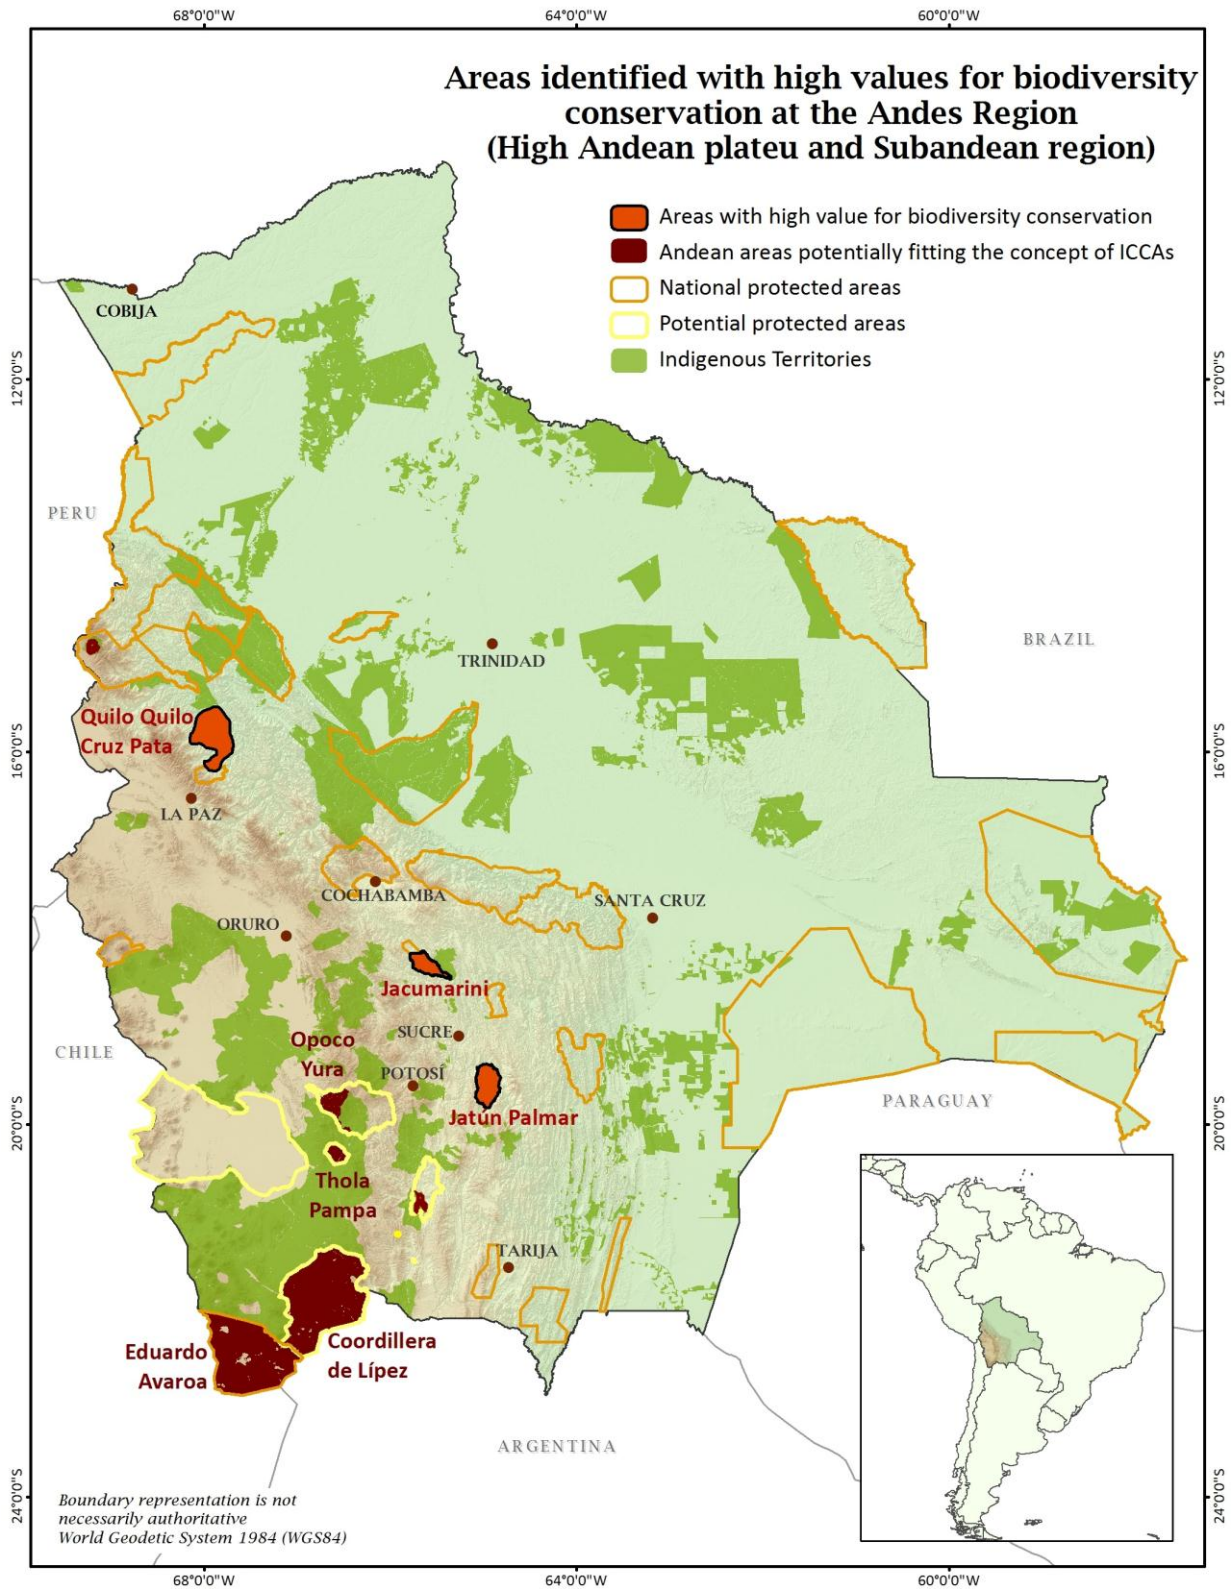 68°0'0"W
64°0'0"W
60°0'0"W
Areas identified with high values for biodiversity
conservation at the Andes Region
(High Andean plateu and Subandean region)
Areas with high value for biodiversity conservation
Andean areas potentially fitting the concept of ICCAs
National protected areas
Potential protected areas
Indigenous Territories
COBIJA
12°0'0"S
12°0'0"S
PERU
BRAZIL
TRINIDAD
Quilo Quilo
Cruz Pata
16°0'0"S
16°0'0"S
LA PAZ
COCHABAMBA
SANTA CRUZ
ORURO
Jacumarini
SUCRE
Opoco
Yura
CHILE
POTOSÍ
PARAGUAY
Jatun Palmar
20°0'0"S
20°0'0"S
Thola
Pampa
TARIJA
Eduardo
Avaroa
Coordillera
de Lípez
ARGENTINA
24°0'0"S
24°0'0"S
Boundary representation is not
necessarily authoritative
World Geodetic System 1984 (WGS84)
68°0'0"W
64°0'0"W
60°0'0"W